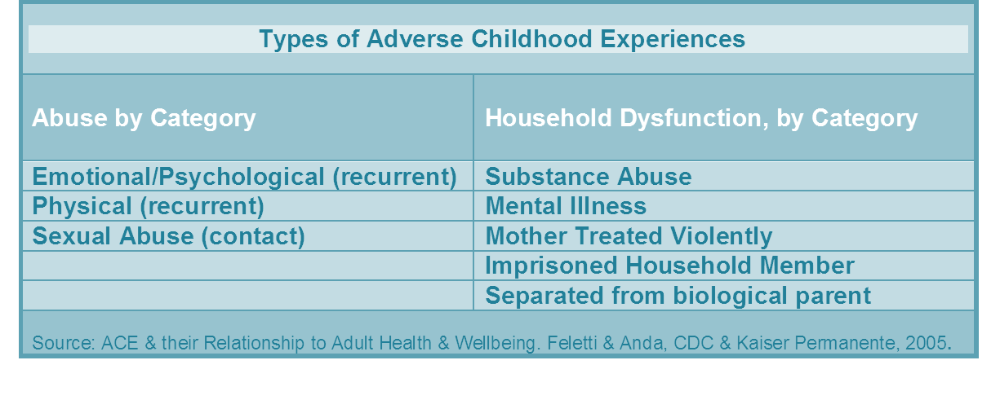 Types of Adverse Childhood Experiences
Abuse by Category
Household Dysfunction, by Category
Emotional/Psychological (recurrent)
Substance Abuse
Physical (recurrent)
Mental Illness
Sexual Abuse (contact)
Mother Treated Violently
Imprisoned Household Member
Separated from biological parent
Source: ACE & their Relationship to Adult Health & Wellbeing. Feletti & Anda, CDC & Kaiser Permanente, 2005.